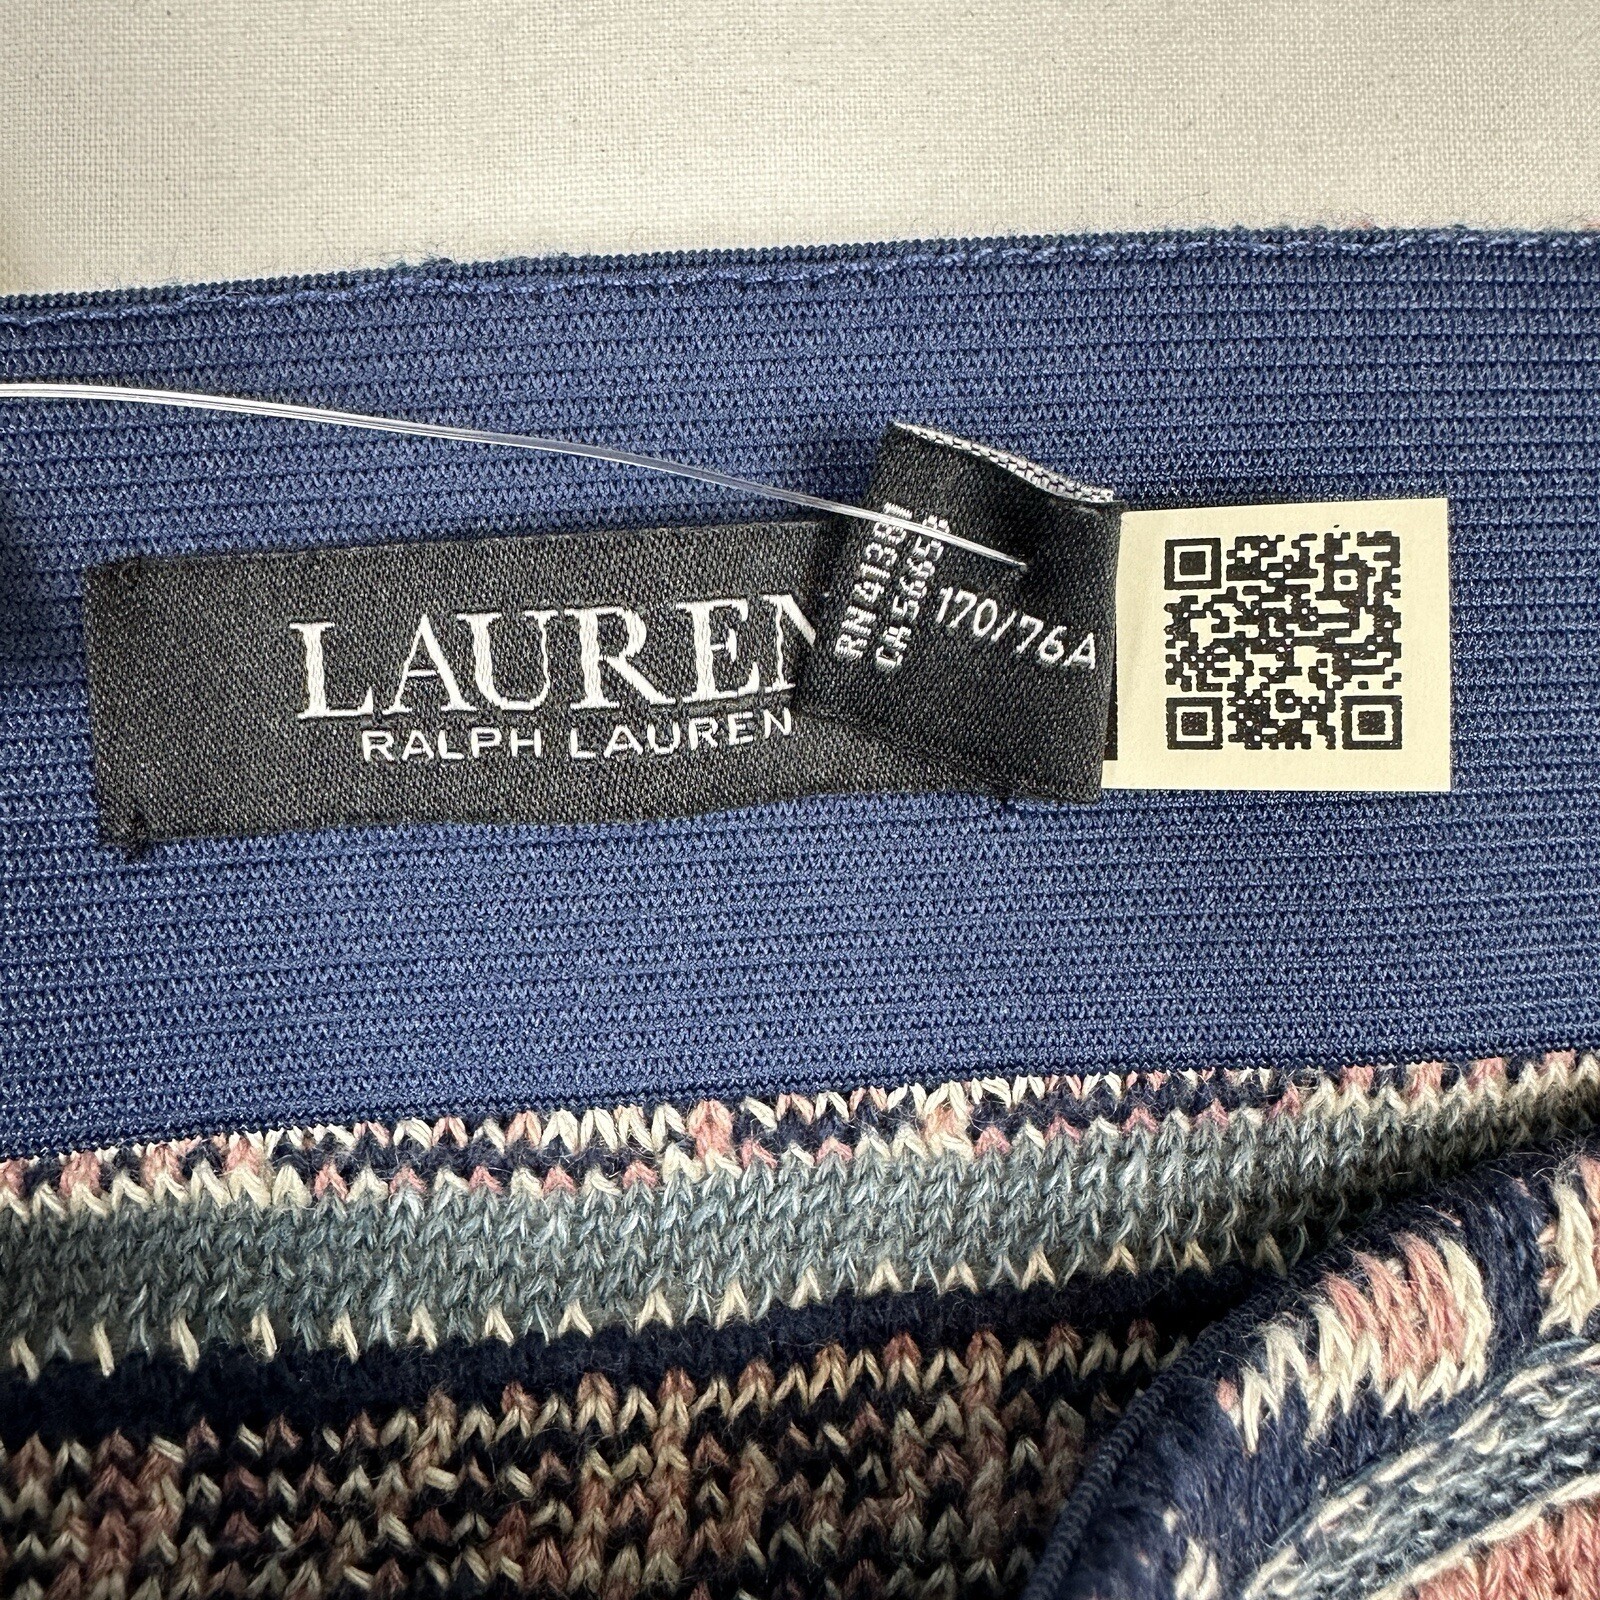 LAUREN
RALPH LAUREN
RN 41381
170/76A